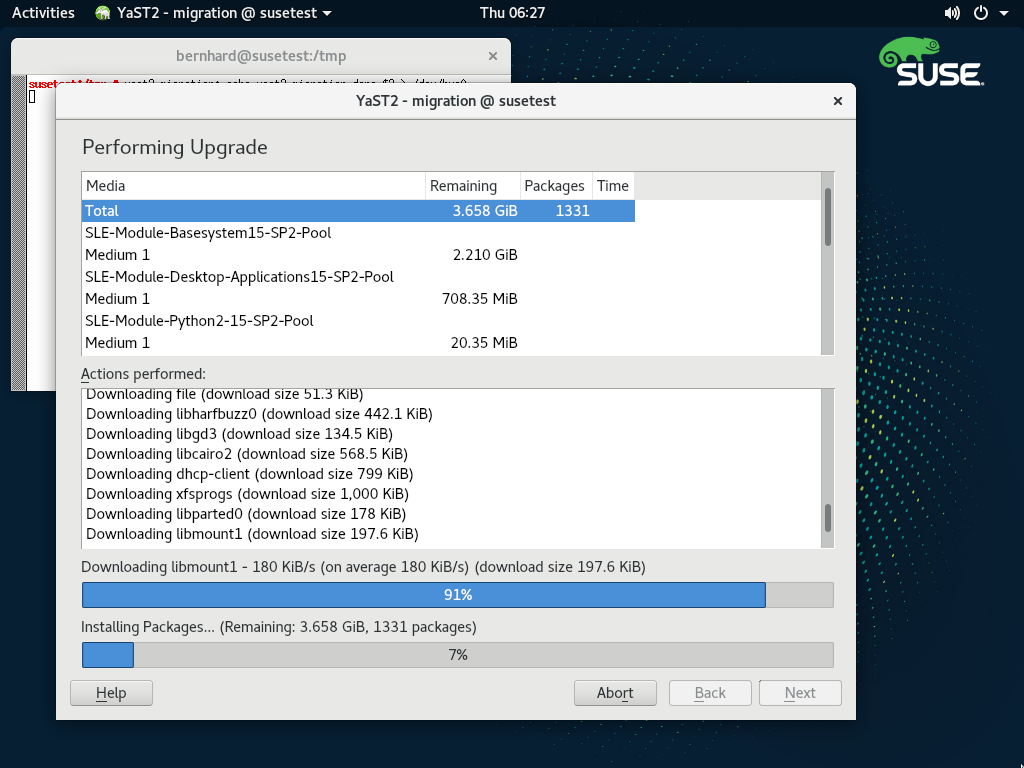 Activities YaST2 - migration @ susetest Thu 06:27
bernhard@susetest:/tmp
SUSE
YaST2 - migration @ susetest
Performing Upgrade
Media Remaining Packages Time
Total 3.658 GiB 1331
SLE-Module-Basesystem15-SP2-Pool
Medium 1 2.210 GiB
SLE-Module-Desktop-Applications15-SP2-Pool
Medium 1 708.35 MiB
SLE-Module-Python2-15-SP2-Pool
Medium 1 20.35 MiB
Actions performed:
Downloading file (download size 51.3 KiB)
Downloading libharfbuzz0 (download size 442.1 KiB)
Downloading libgd3 (download size 134.5 KiB)
Downloading libcairo2 (download size 568.5 KiB)
Downloading dhcp-client (download size 799 KiB)
Downloading xfsprogs (download size 1,000 KiB)
Downloading libparted0 (download size 178 KiB)
Downloading libmount1 (download size 197.6 KiB)
Downloading libmount1 - 180 KiB/s (on average 180 KiB/s) (download size 197.6 KiB)
91%
Installing Packages... (Remaining: 3.658 GiB, 1331 packages)
7%
Help Abort Back Next